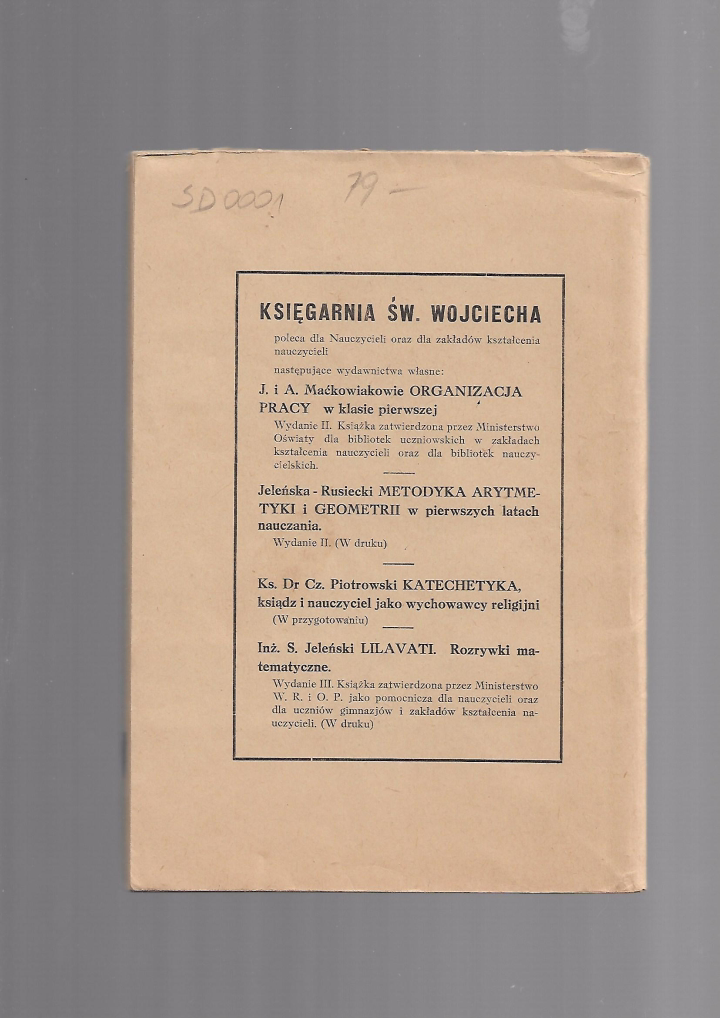 SD0001 79 —
KSIĘGARNIA ŚW. WOJCIECHA
poleca dla Nauczycieli oraz dla zakładów kształcenia
nauczycieli
następujące wydawnictwa własne:
J. i A. Maćkowiakowie ORGANIZACJA
PRACY w klasie pierwszej
Wydanie II. Książka zatwierdzona przez Ministerstwo
Oświaty dla bibliotek uczniowskich w zakładach
kształcenia nauczycieli oraz dla bibliotek nauczy-
cielskich.
Jeleńska - Rusiecki METODYKA ARYTME-
TYKI i GEOMETRII w pierwszych latach
nauczania.
Wydanie II. (W druku)
Ks. Dr Cz. Piotrowski KATECHETYKA,
ksiądz i nauczyciel jako wychowawcy religijni
(W przygotowaniu)
Inż. S. Jeleński LILAVATI. Rozrywki ma-
tematyczne.
Wydanie III. Książka zatwierdzona przez Ministerstwo
W. R. i O. P. jako pomocnicza dla nauczycieli oraz
dla uczniów gimnazjów i zakładów kształcenia na-
uczycieli. (W druku)